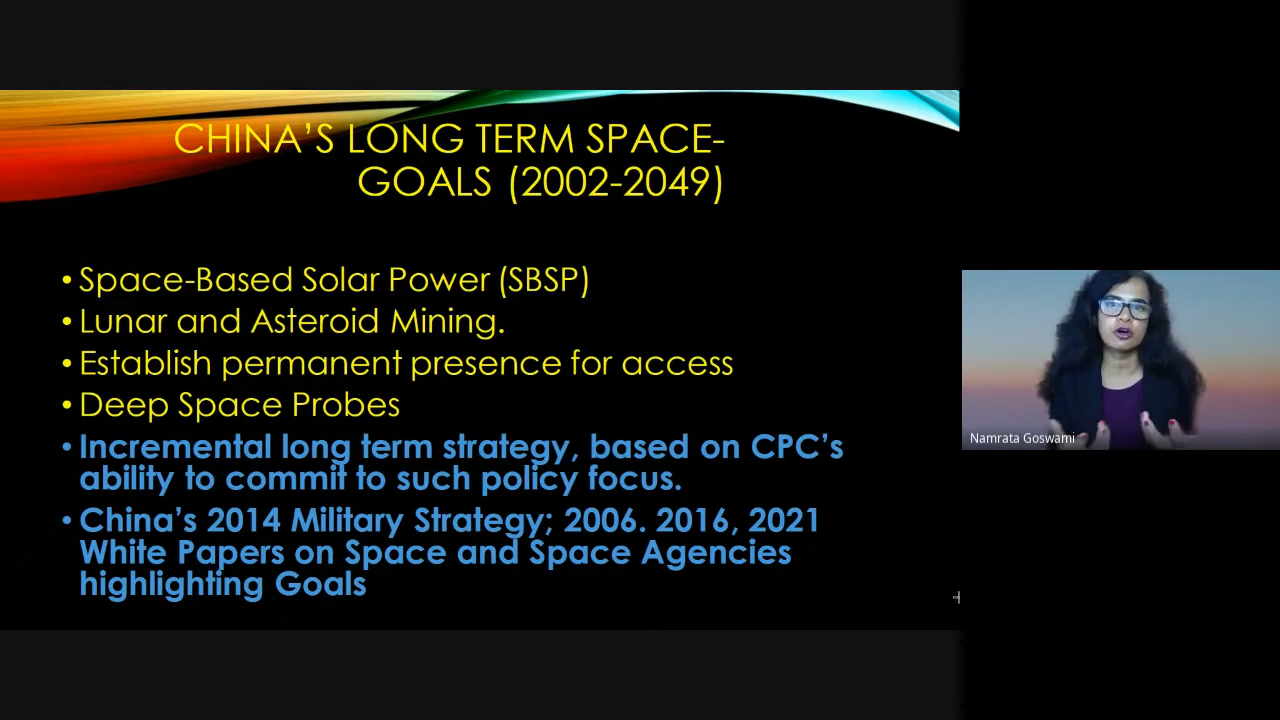 CHINA’S LONG TERM SPACE-
GOALS (2002-2049)
• Space-Based Solar Power (SBSP)
• Lunar and Asteroid Mining.
• Establish permanent presence for access
• Deep Space Probes
• Incremental long term strategy, based on CPC’s
ability to commit to such policy focus.
• China’s 2014 Military Strategy; 2006. 2016, 2021
White Papers on Space and Space Agencies
highlighting Goals
Namrata Goswami